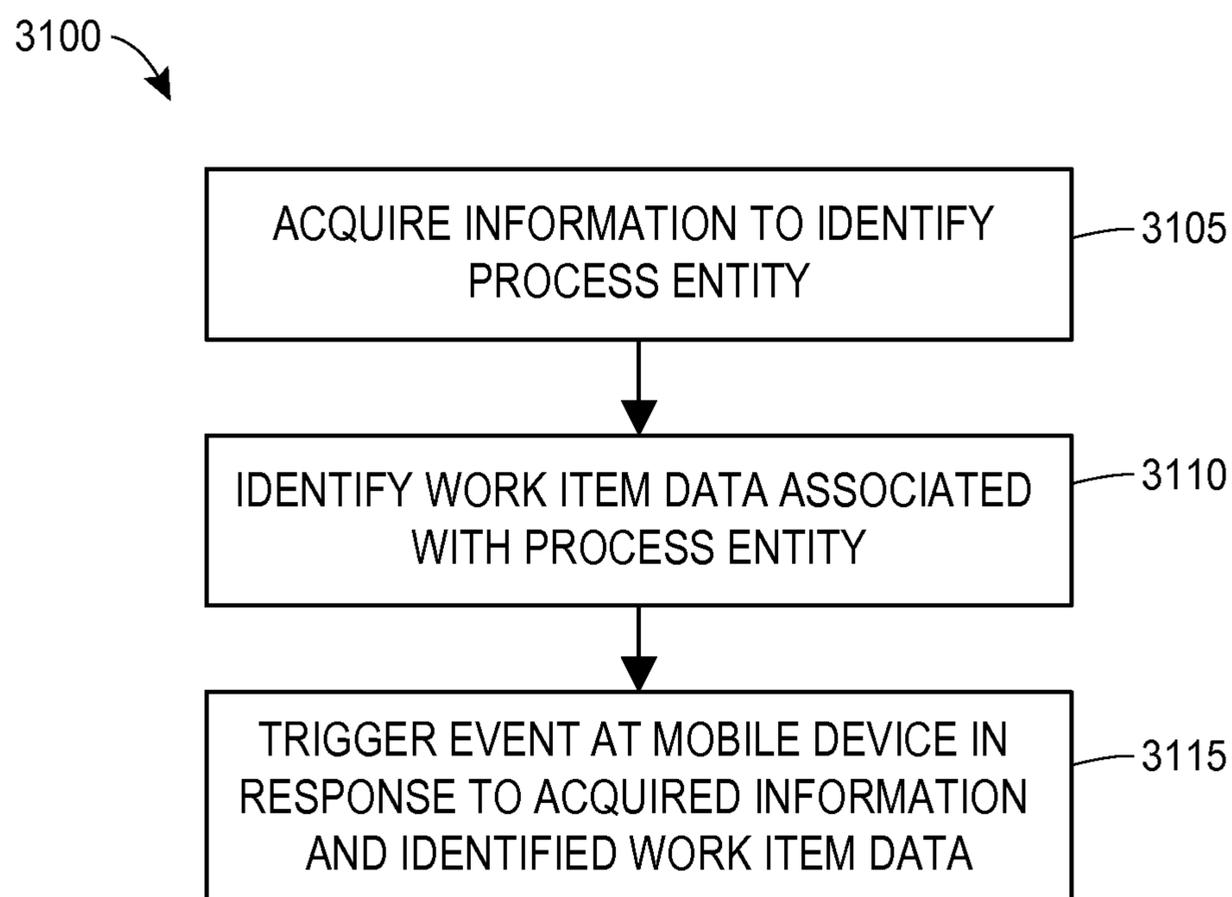 3100
ACQUIRE INFORMATION TO IDENTIFY
PROCESS ENTITY
3105
IDENTIFY WORK ITEM DATA ASSOCIATED
WITH PROCESS ENTITY
3110
TRIGGER EVENT AT MOBILE DEVICE IN
RESPONSE TO ACQUIRED INFORMATION
AND IDENTIFIED WORK ITEM DATA
3115